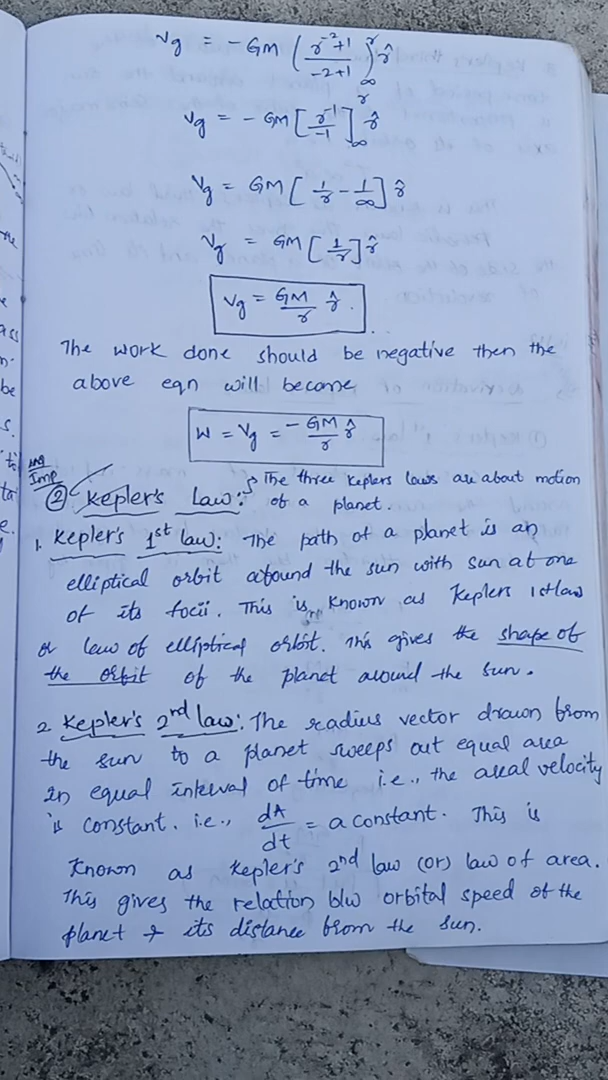 Vg = - GM ( r^-2+1 / -2+1 )^r_∞ r̂
Vg = - GM [ r^-1 / -1 ]^r_∞ r̂
Vg = GM [ 1/r - 1/∞ ] r̂
Vg = GM [ 1/r ] r̂
Vg = GM/r r̂.
The work done should be negative then the
above eqn will become
W = Vg = - GM/r r̂
Imp
② Kepler's Law: The three Keplers laws are about motion
of a planet.
1. Kepler's 1st law: The path of a planet is an
elliptical orbit around the sun with sun at one
of its focii. This is known as Keplers 1st law
or law of elliptical orbit. This gives the shape of
the orbit of the planet around the sun.
2. Kepler's 2nd law: The radius vector drawn from
the sun to a planet sweeps out equal area
in equal interval of time i.e., the areal velocity
is constant. i.e., dA/dt = a constant. This is
known as Kepler's 2nd law (or) law of area.
This gives the relation b/w orbital speed of the
planet & its distance from the sun.